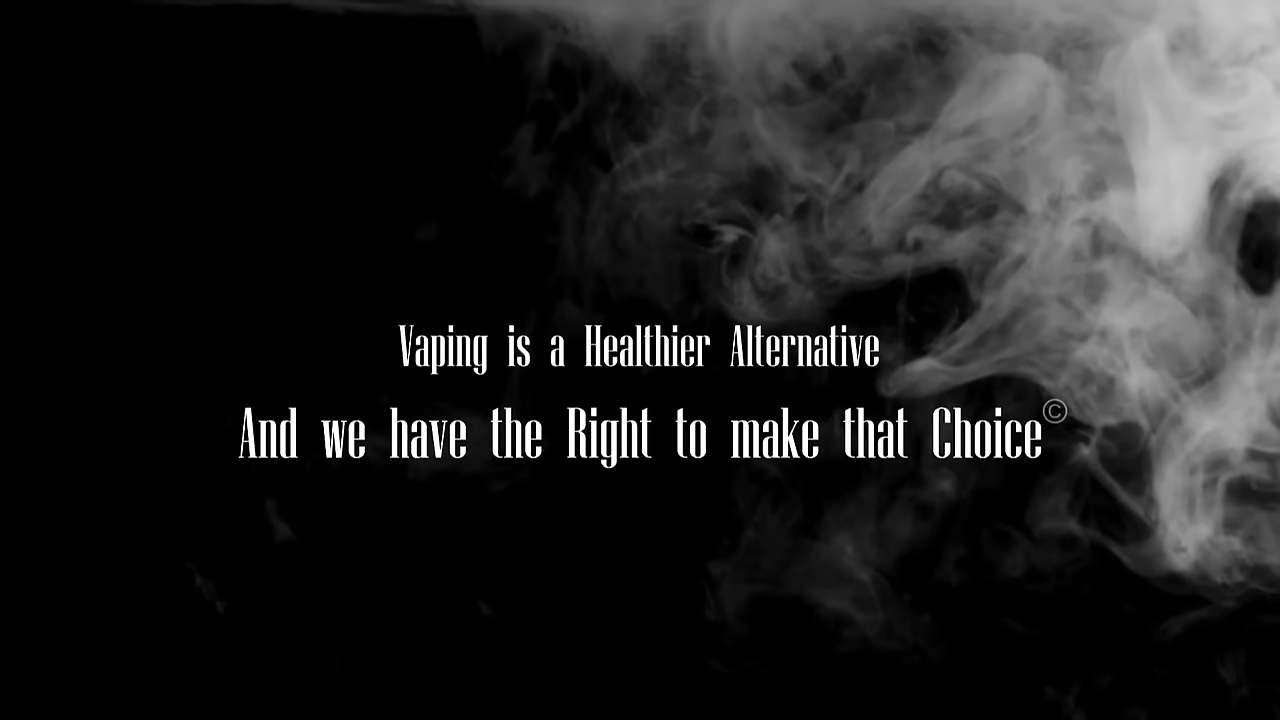 Vaping is a Healthier Alternative
And we have the Right to make that Choice©